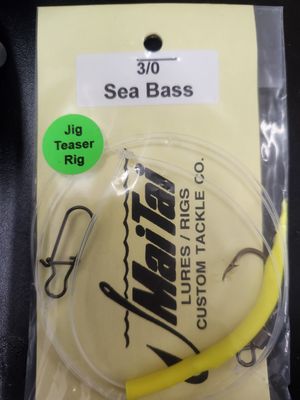 3/0
Sea Bass
Jig
Teaser
Rig
MaiTai
LURES / RIGS
CUSTOM TACKLE CO.